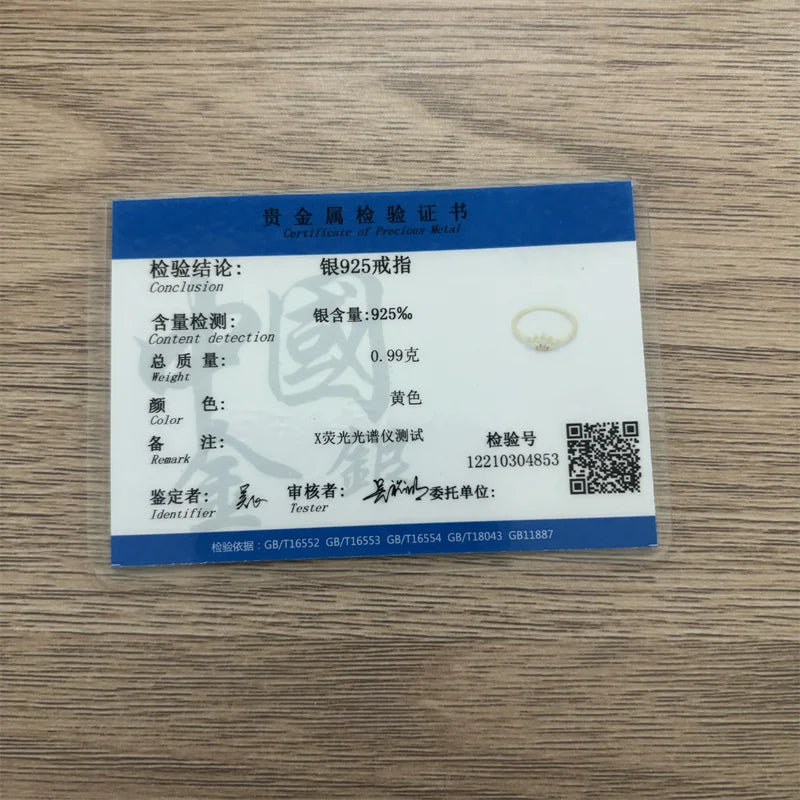 贵金属检验证书
Certificate of Precious Metal
检验结论: 银925戒指
Conclusion
含量检测: 银含量:925‰
Content detection
总质量: 0.99克
Weight
颜色: 黄色
Color
备注: X荧光光谱仪测试
Remark
检验号
12210304853
鉴定者: 审核者: 委托单位:
Identifier Tester
检验依据：GB/T16552 GB/T16553 GB/T16554 GB/T18043 GB11887
中國
金銀